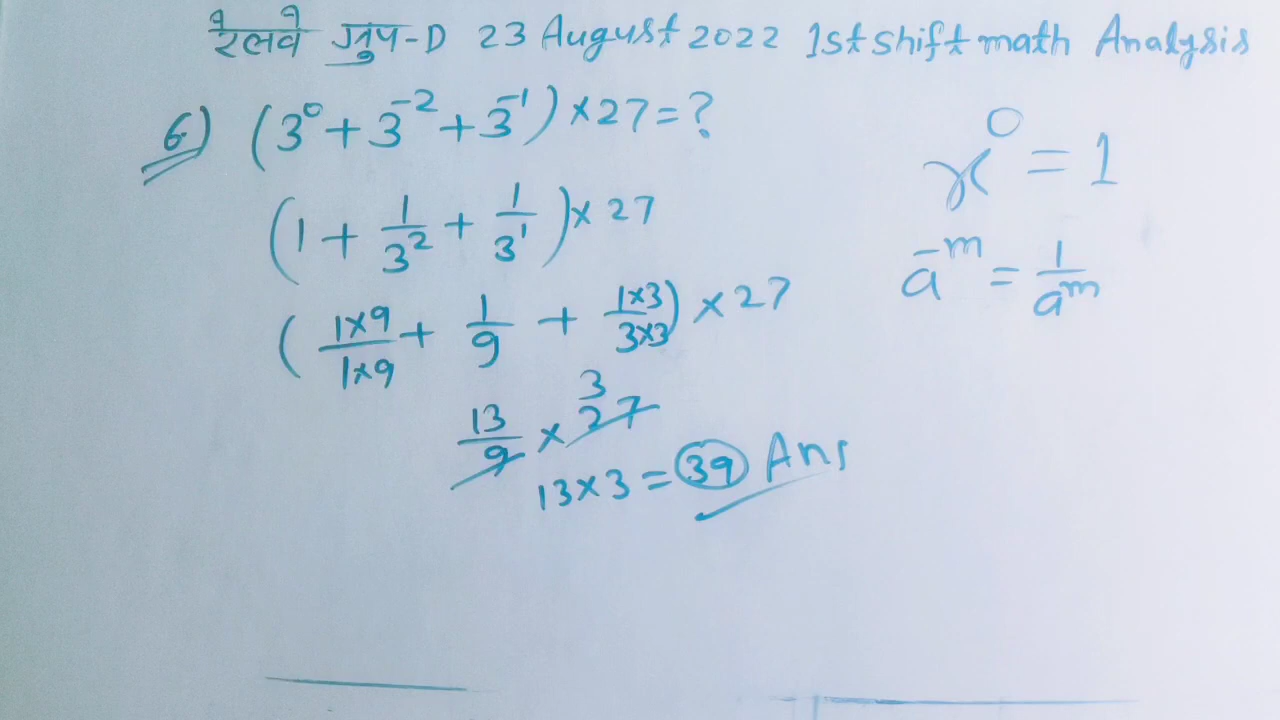 रेलवे ग्रुप-D 23 August 2022 1st shift math Analysis
6) (3⁰ + 3⁻² + 3⁻¹) × 27 = ?
x⁰ = 1
(1 + 1/3² + 1/3¹) × 27
a⁻ᵐ = 1/aᵐ
(1×9/1×9 + 1/9 + 1×3/3×3) × 27
13/9 × 27 3
13×3 = 39 Ans